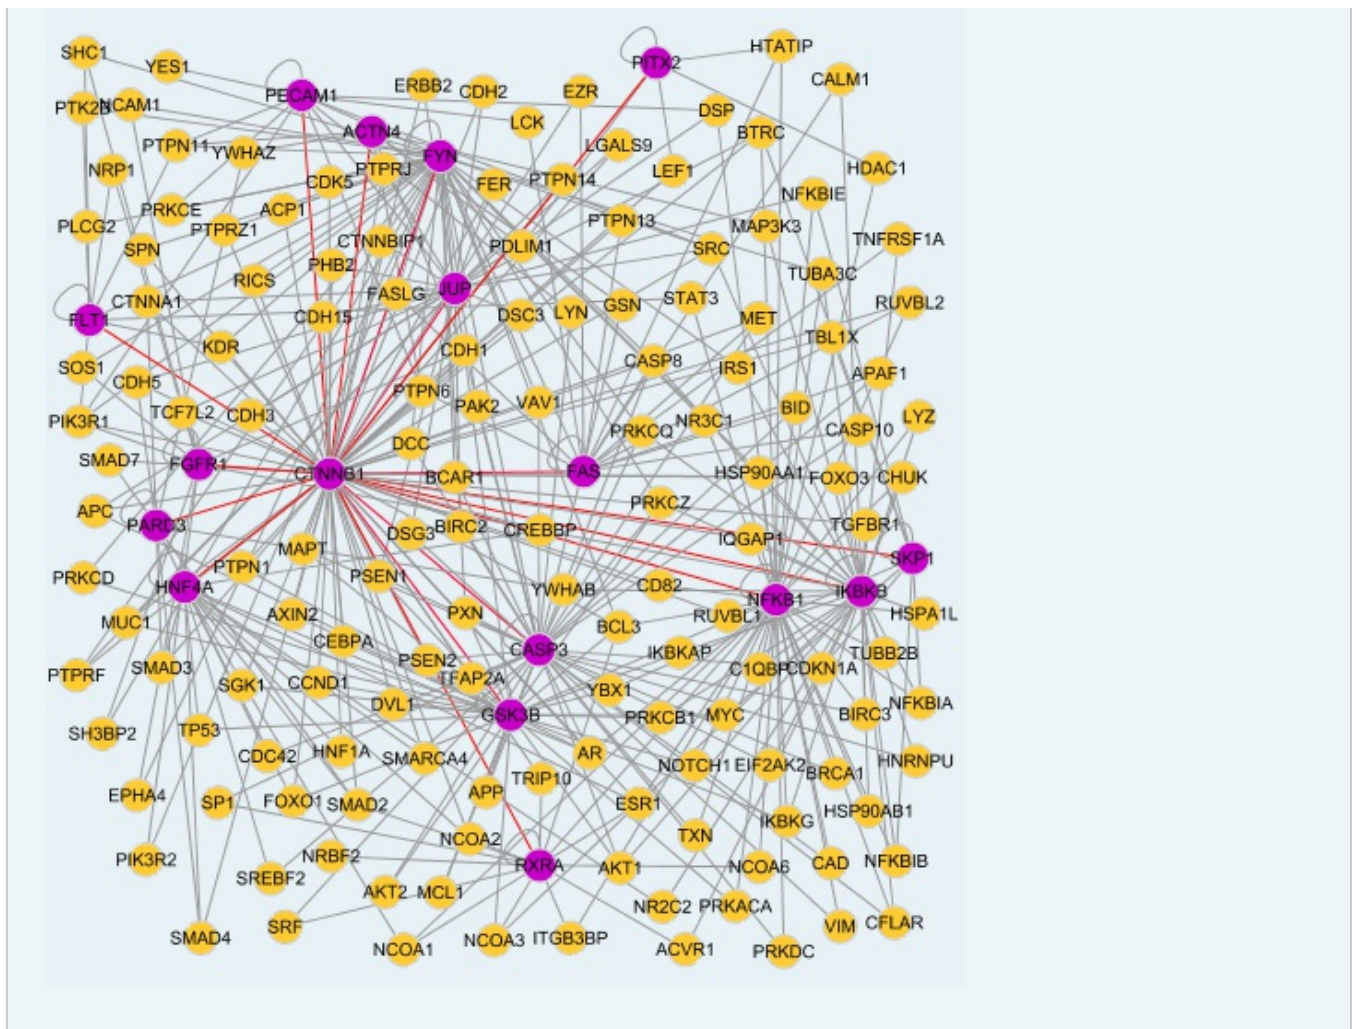 SHC1
YES1
PITX2
HTATIP
CALM1
PECAM1
ERBB2
CDH2
EZR
PTK2B
NCAM1
DSP
LCK
ACTN4
BTRC
PTPN11
YWHAZ
FYN
LGALS9
NRP1
CDK5
PTPRJ
FER
PTPN14
LEF1
HDAC1
NFKBIE
PRKCE
ACP1
PLCG2
PTPRZ1
PTPN13
MAP3K3
SPN
CTNNBIP1
PDLIM1
SRC
TNFRSF1A
RICS
PHB2
TUBA3C
CTNNA1
FASLG
JUP
STAT3
RUVBL2
FLT1
CDH15
DSC3
LYN
GSN
MET
KDR
CDH1
TBL1X
SOS1
CDH5
CASP8
IRS1
APAF1
PTPN6
PIK3R1
TCF7L2
CDH3
PAK2
VAV1
BID
LYZ
PRKCQ
NR3C1
CASP10
DCC
SMAD7
FGFR1
CTNNB1
BCAR1
FAS
HSP90AA1
FOXO3
CHUK
APC
PARD3
PRKCZ
DSG3
BIRC2
CREBBP
IQGAP1
TGFBR1
MAPT
SKP1
PRKCD
HNF4A
PTPN1
PSEN1
YWHAB
CD82
NFKB1
IKBKB
MUC1
AXIN2
PXN
BCL3
RUVBL1
HSPA1L
CEBPA
CASP3
IKBKAP
TUBB2B
PTPRF
SMAD3
SGK1
CCND1
PSEN2
TFAP2A
C1QBP
CDKN1A
YBX1
DVL1
GSK3B
PRKCB1
MYC
BIRC3
NFKBIA
SH3BP2
TP53
CDC42
HNF1A
SMARCA4
AR
NOTCH1
EIF2AK2
BRCA1
HNRNPU
EPHA4
SP1
FOXO1
SMAD2
APP
TRIP10
ESR1
HSP90AB1
IKBKG
TXN
NCOA2
PIK3R2
NRBF2
RXRA
AKT1
NCOA6
CAD
NFKBIB
SREBF2
AKT2
MCL1
NR2C2
PRKACA
SRF
VIM
CFLAR
SMAD4
NCOA1
NCOA3
ITGB3BP
ACVR1
PRKDC